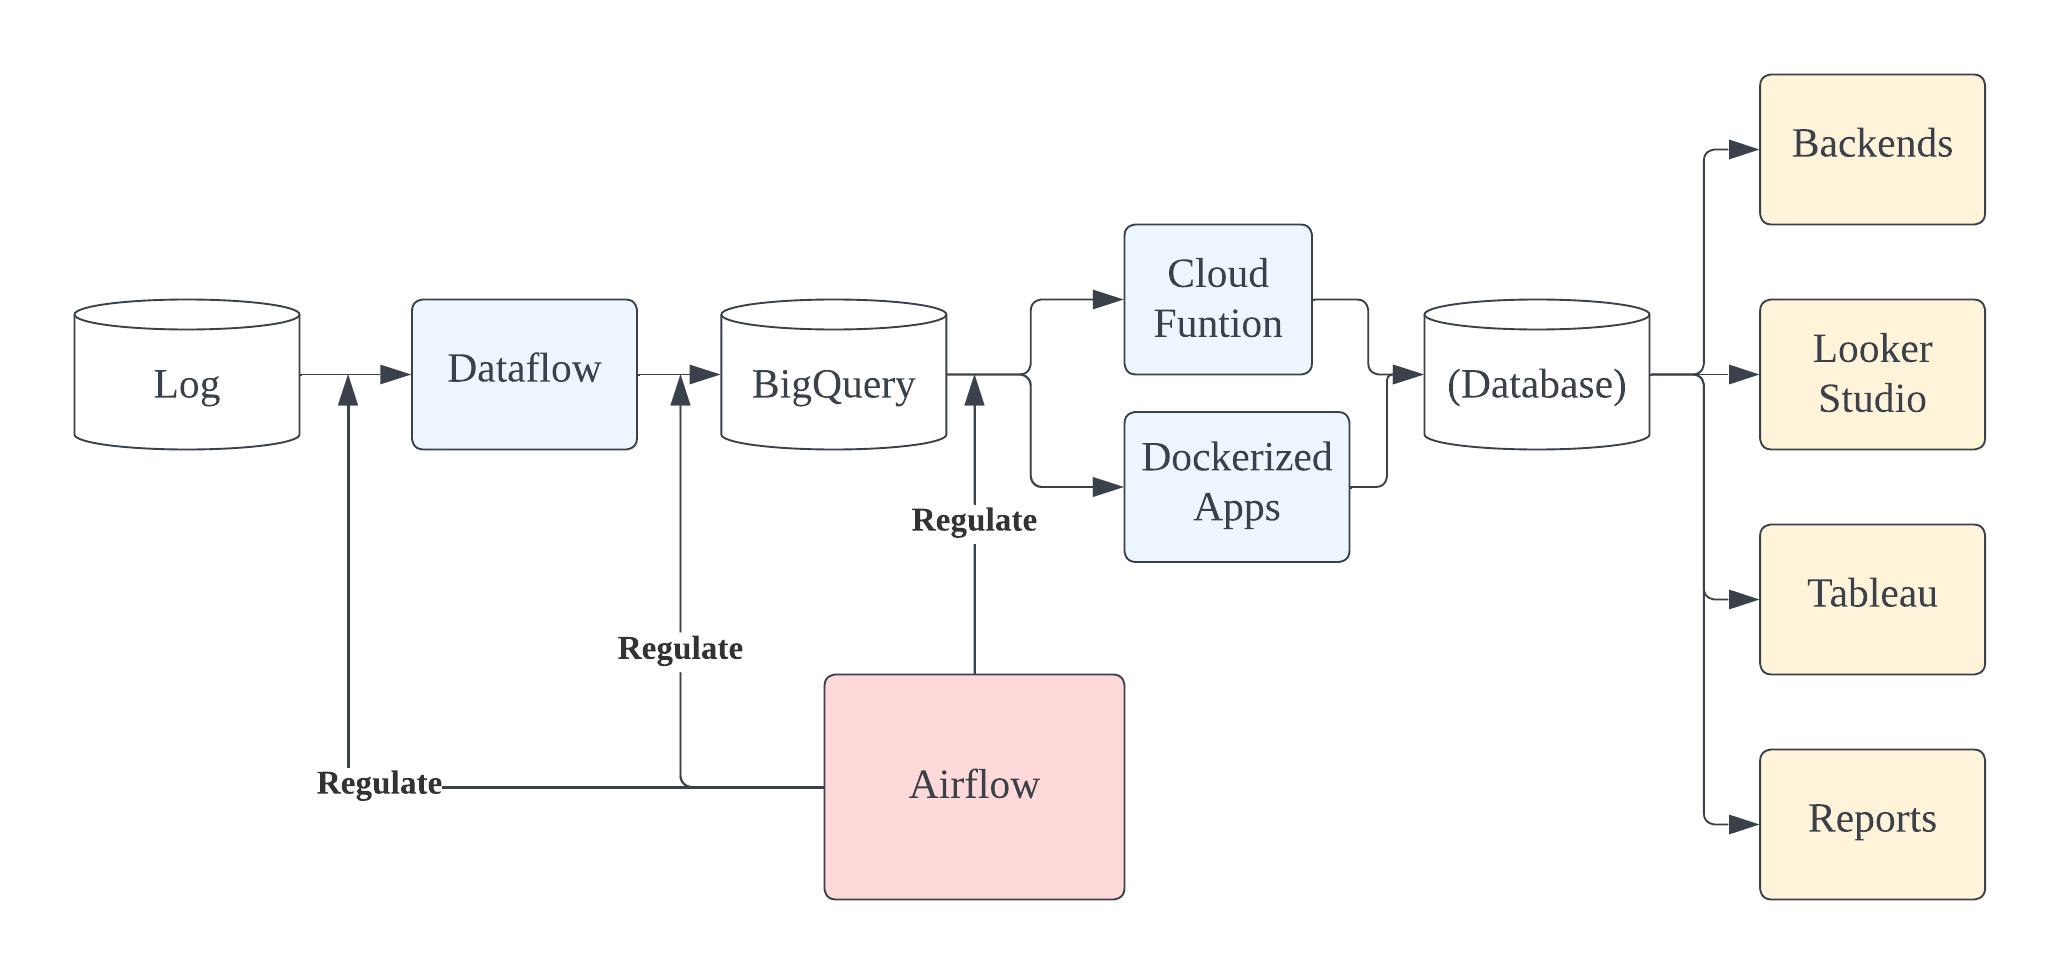 Backends
Cloud
Funtion
Log
Dataflow
BigQuery
(Database)
Looker
Studio
Dockerized
Apps
Regulate
Regulate
Tableau
Regulate
Airflow
Reports